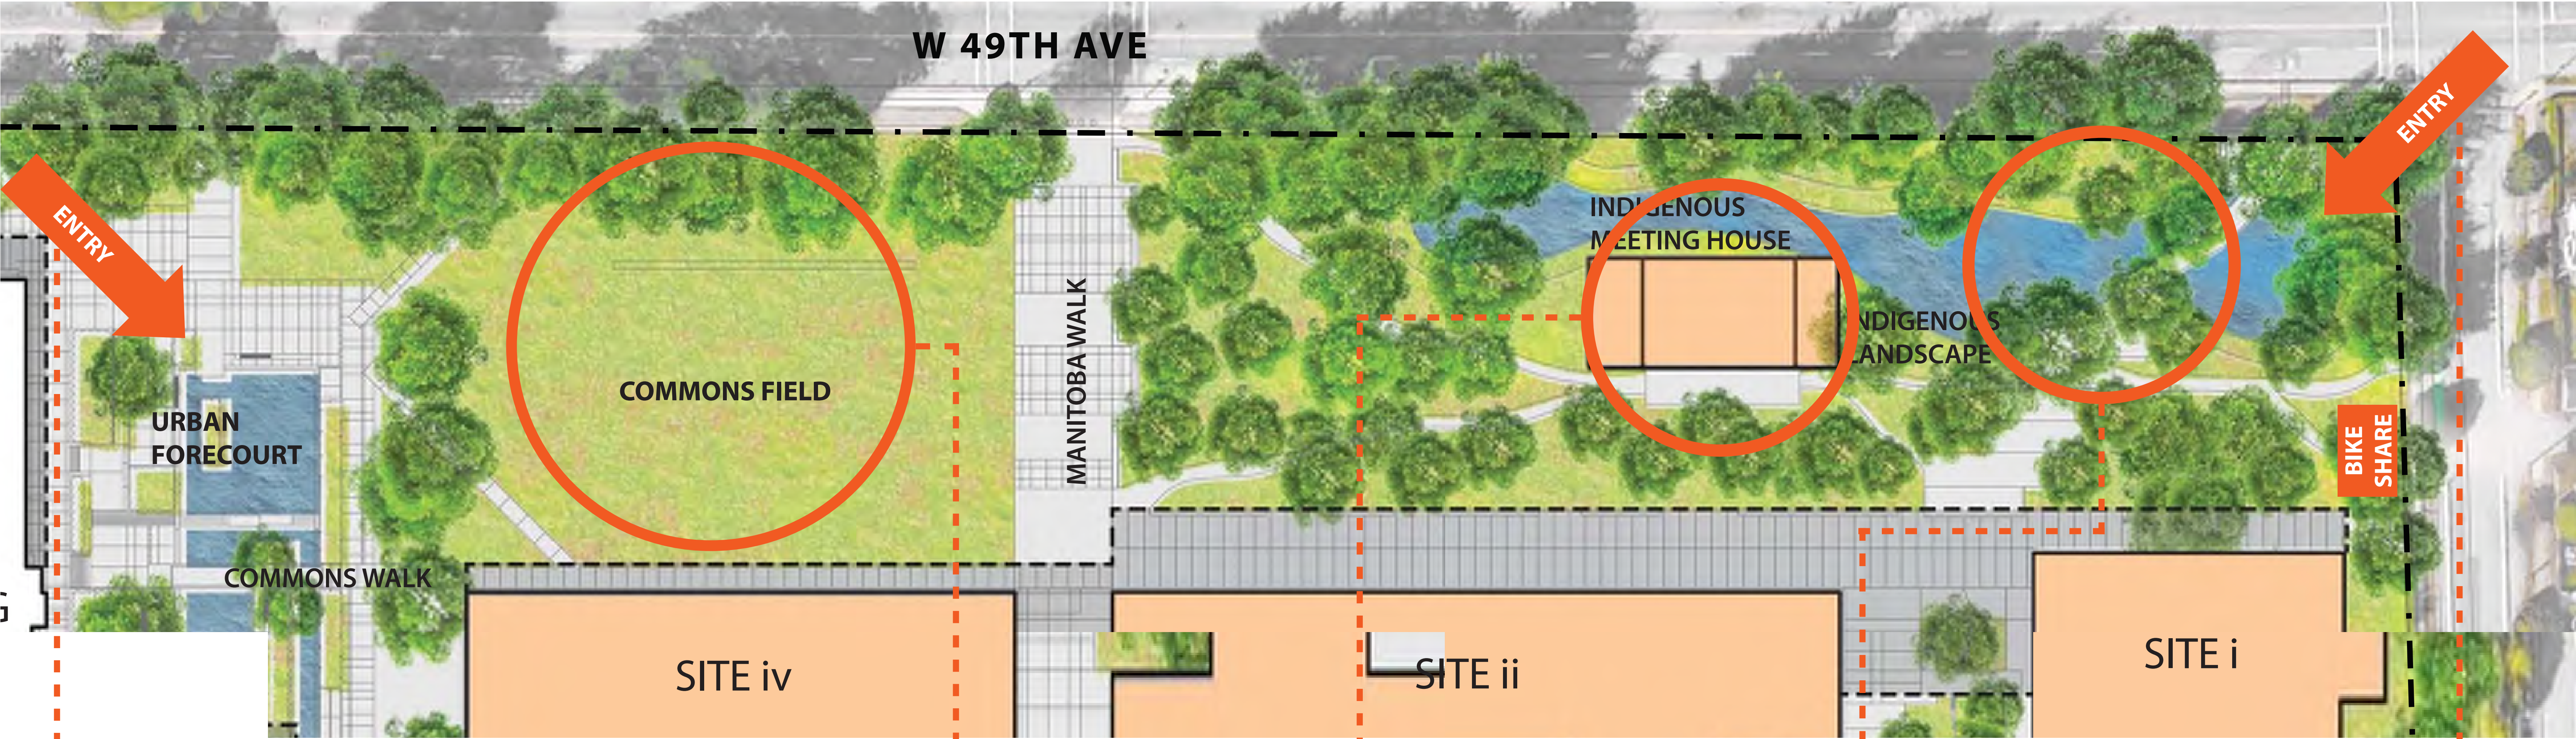 W 49TH AVE
ENTRY
ENTRY
INDIGENOUS
MEETING HOUSE
INDIGENOUS
LANDSCAPE
COMMONS FIELD
MANITOBA WALK
URBAN
FORECOURT
BIKE
SHARE
COMMONS WALK
G
SITE iv
SITE ii
SITE i